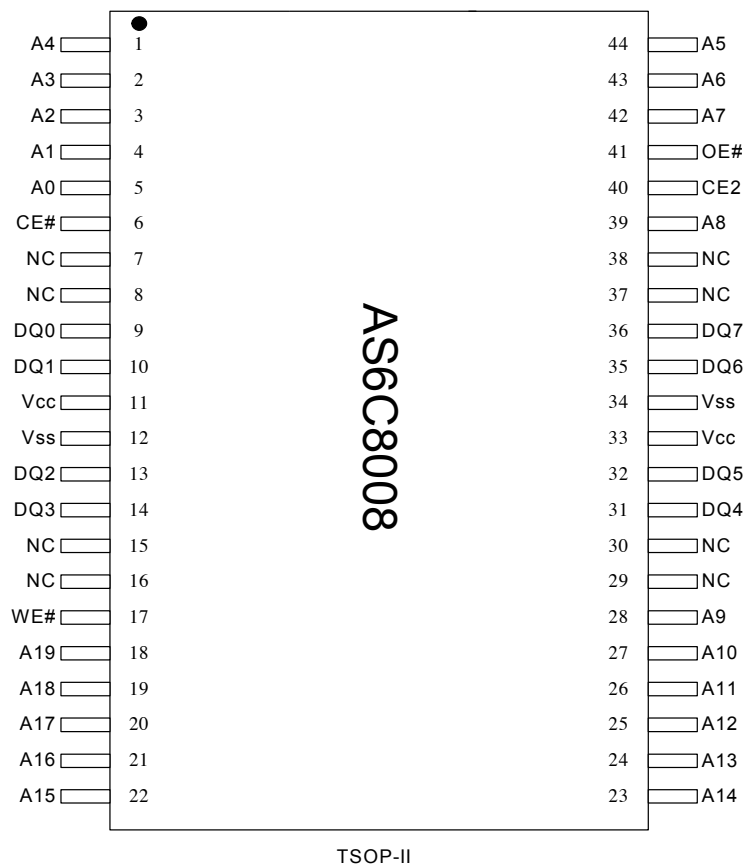 A4 1 44 A5
A3 2 43 A6
A2 3 42 A7
A1 4 41 OE#
A0 5 40 CE2
CE# 6 39 A8
NC 7 38 NC
NC 8 37 NC
DQ0 9 36 DQ7
DQ1 10 35 DQ6
Vcc 11 34 Vss
Vss 12 33 Vcc
DQ2 13 32 DQ5
DQ3 14 31 DQ4
NC 15 30 NC
NC 16 29 NC
WE# 17 28 A9
A19 18 27 A10
A18 19 26 A11
A17 20 25 A12
A16 21 24 A13
A15 22 23 A14
AS6C8008
TSOP-II